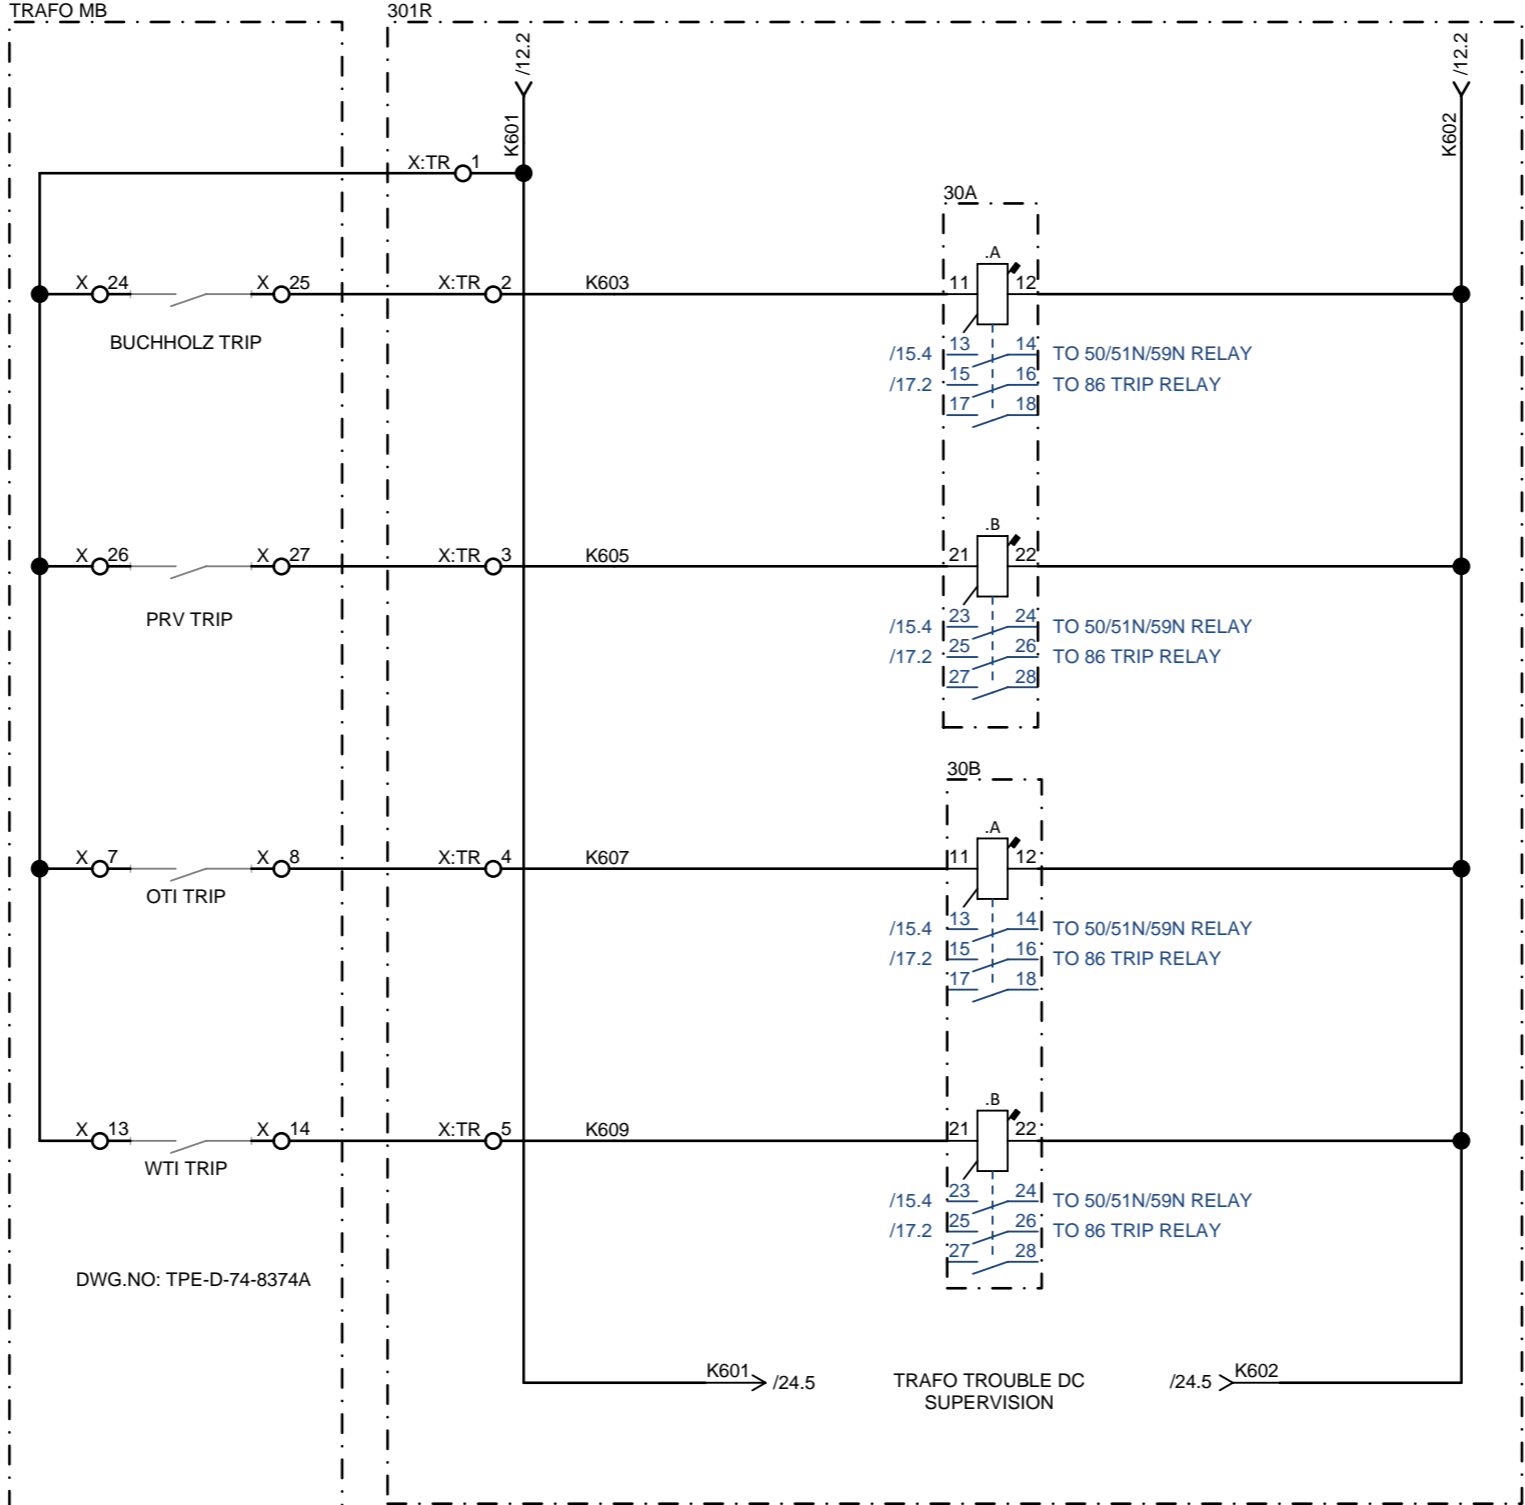 TRAFO MB
301R
/12.2
/12.2
K601
K602
X:TR 1
30A
.A
X 24 X 25 X:TR 2 K603 11 12
BUCHHOLZ TRIP
/15.4 13 14 TO 50/51N/59N RELAY
/17.2 15 16 TO 86 TRIP RELAY
17 18
.B
X 26 X 27 X:TR 3 K605 21 22
PRV TRIP
/15.4 23 24 TO 50/51N/59N RELAY
/17.2 25 26 TO 86 TRIP RELAY
27 28
30B
.A
X 7 X 8 X:TR 4 K607 11 12
OTI TRIP
/15.4 13 14 TO 50/51N/59N RELAY
/17.2 15 16 TO 86 TRIP RELAY
17 18
.B
X 13 X 14 X:TR 5 K609 21 22
WTI TRIP
/15.4 23 24 TO 50/51N/59N RELAY
/17.2 25 26 TO 86 TRIP RELAY
27 28
DWG.NO: TPE-D-74-8374A
K601 /24.5
TRAFO TROUBLE DC
SUPERVISION
/24.5 K602